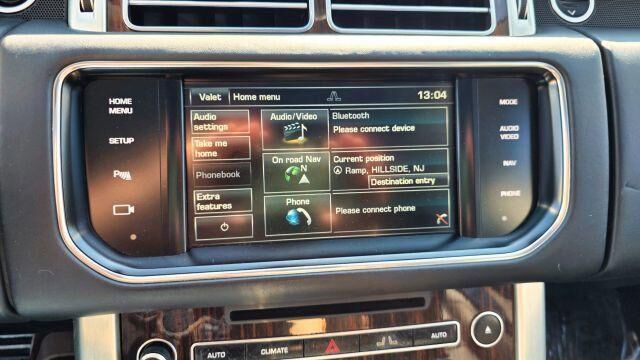 HOME
MENU
SETUP
P
Valet Home menu 13:04
Audio
settings
Take me
home
Phonebook
Extra
features
Audio/Video
On road Nav
N
Phone
Bluetooth
Please connect device
Current position
Ramp, HILLSIDE, NJ
Destination entry
Please connect phone
MODE
AUDIO
VIDEO
NAV
PHONE
AUTO CLIMATE AUTO